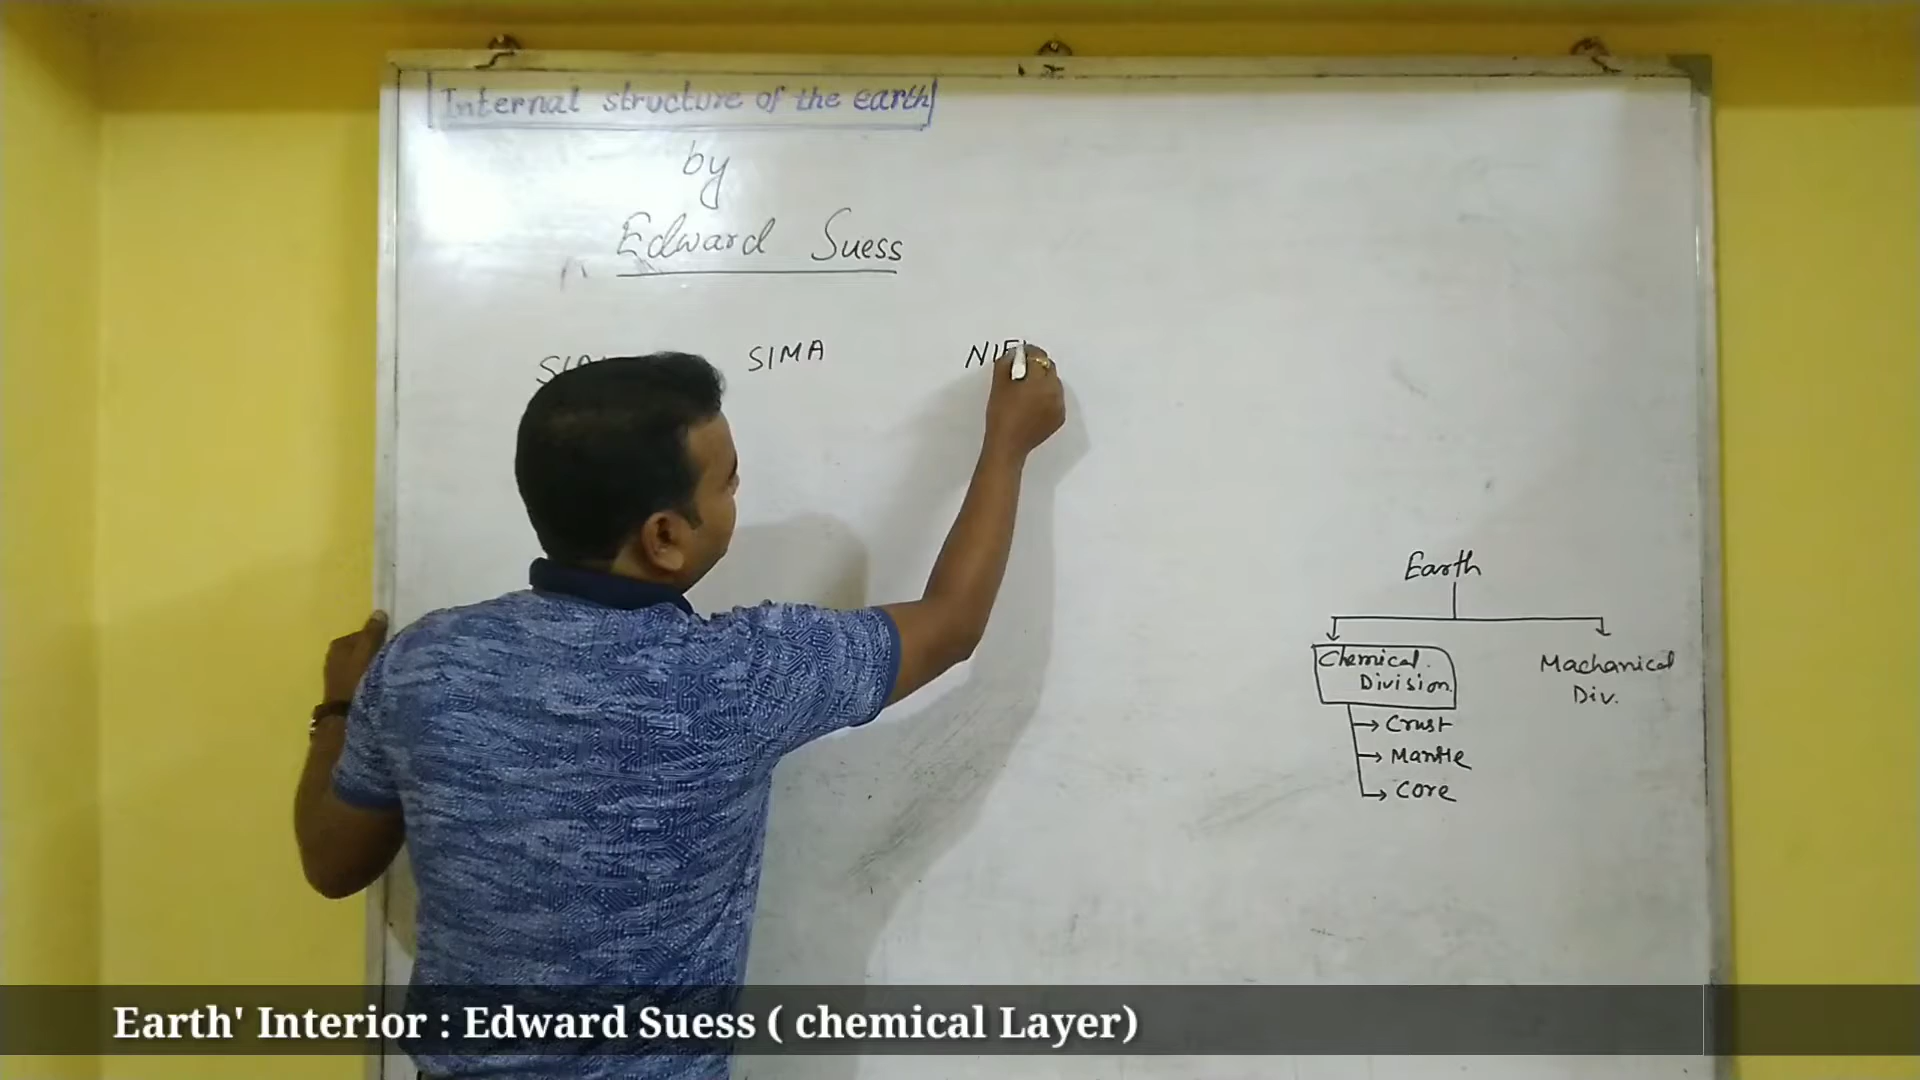 Internal structure of the earth
by
Edward Suess
SIMA
Earth
Chemical. Machanical
Division. Div.
Crust
Mantle
Core
Earth' Interior : Edward Suess ( chemical Layer)